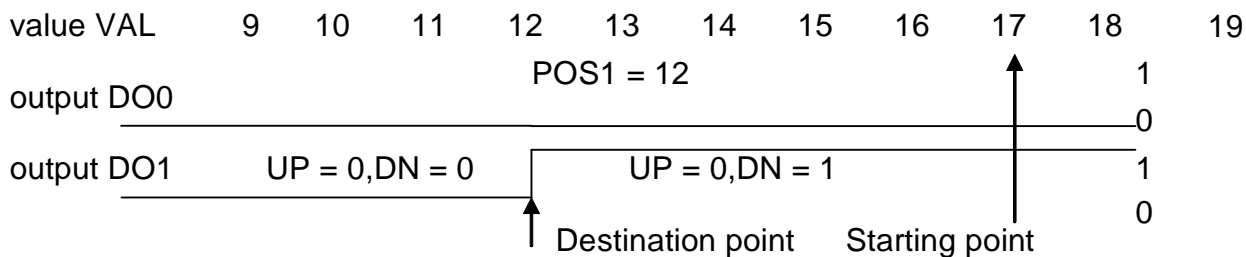 value VAL 9 10 11 12 13 14 15 16 17 18 19
POS1 = 12 1
output DO0
0
output DO1 UP = 0,DN = 0 UP = 0,DN = 1 1
0
Destination point Starting point